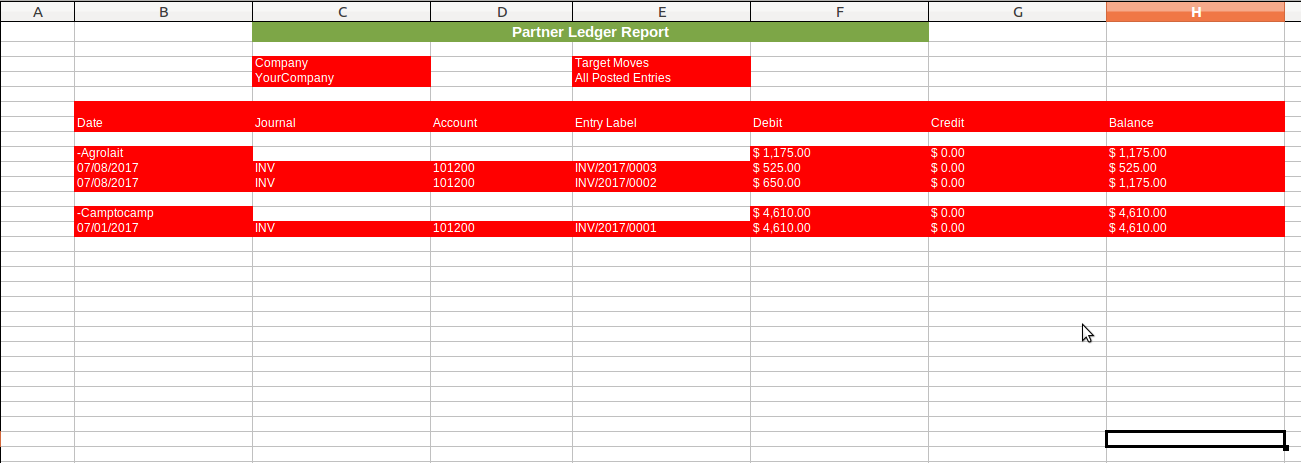 A B C D E F G H
Partner Ledger Report
Company Target Moves
YourCompany All Posted Entries
Date Journal Account Entry Label Debit Credit Balance
-Agrolait $ 1,175.00 $ 0.00 $ 1,175.00
07/08/2017 INV 101200 INV/2017/0003 $ 525.00 $ 0.00 $ 525.00
07/08/2017 INV 101200 INV/2017/0002 $ 650.00 $ 0.00 $ 1,175.00
-Camptocamp $ 4,610.00 $ 0.00 $ 4,610.00
07/01/2017 INV 101200 INV/2017/0001 $ 4,610.00 $ 0.00 $ 4,610.00